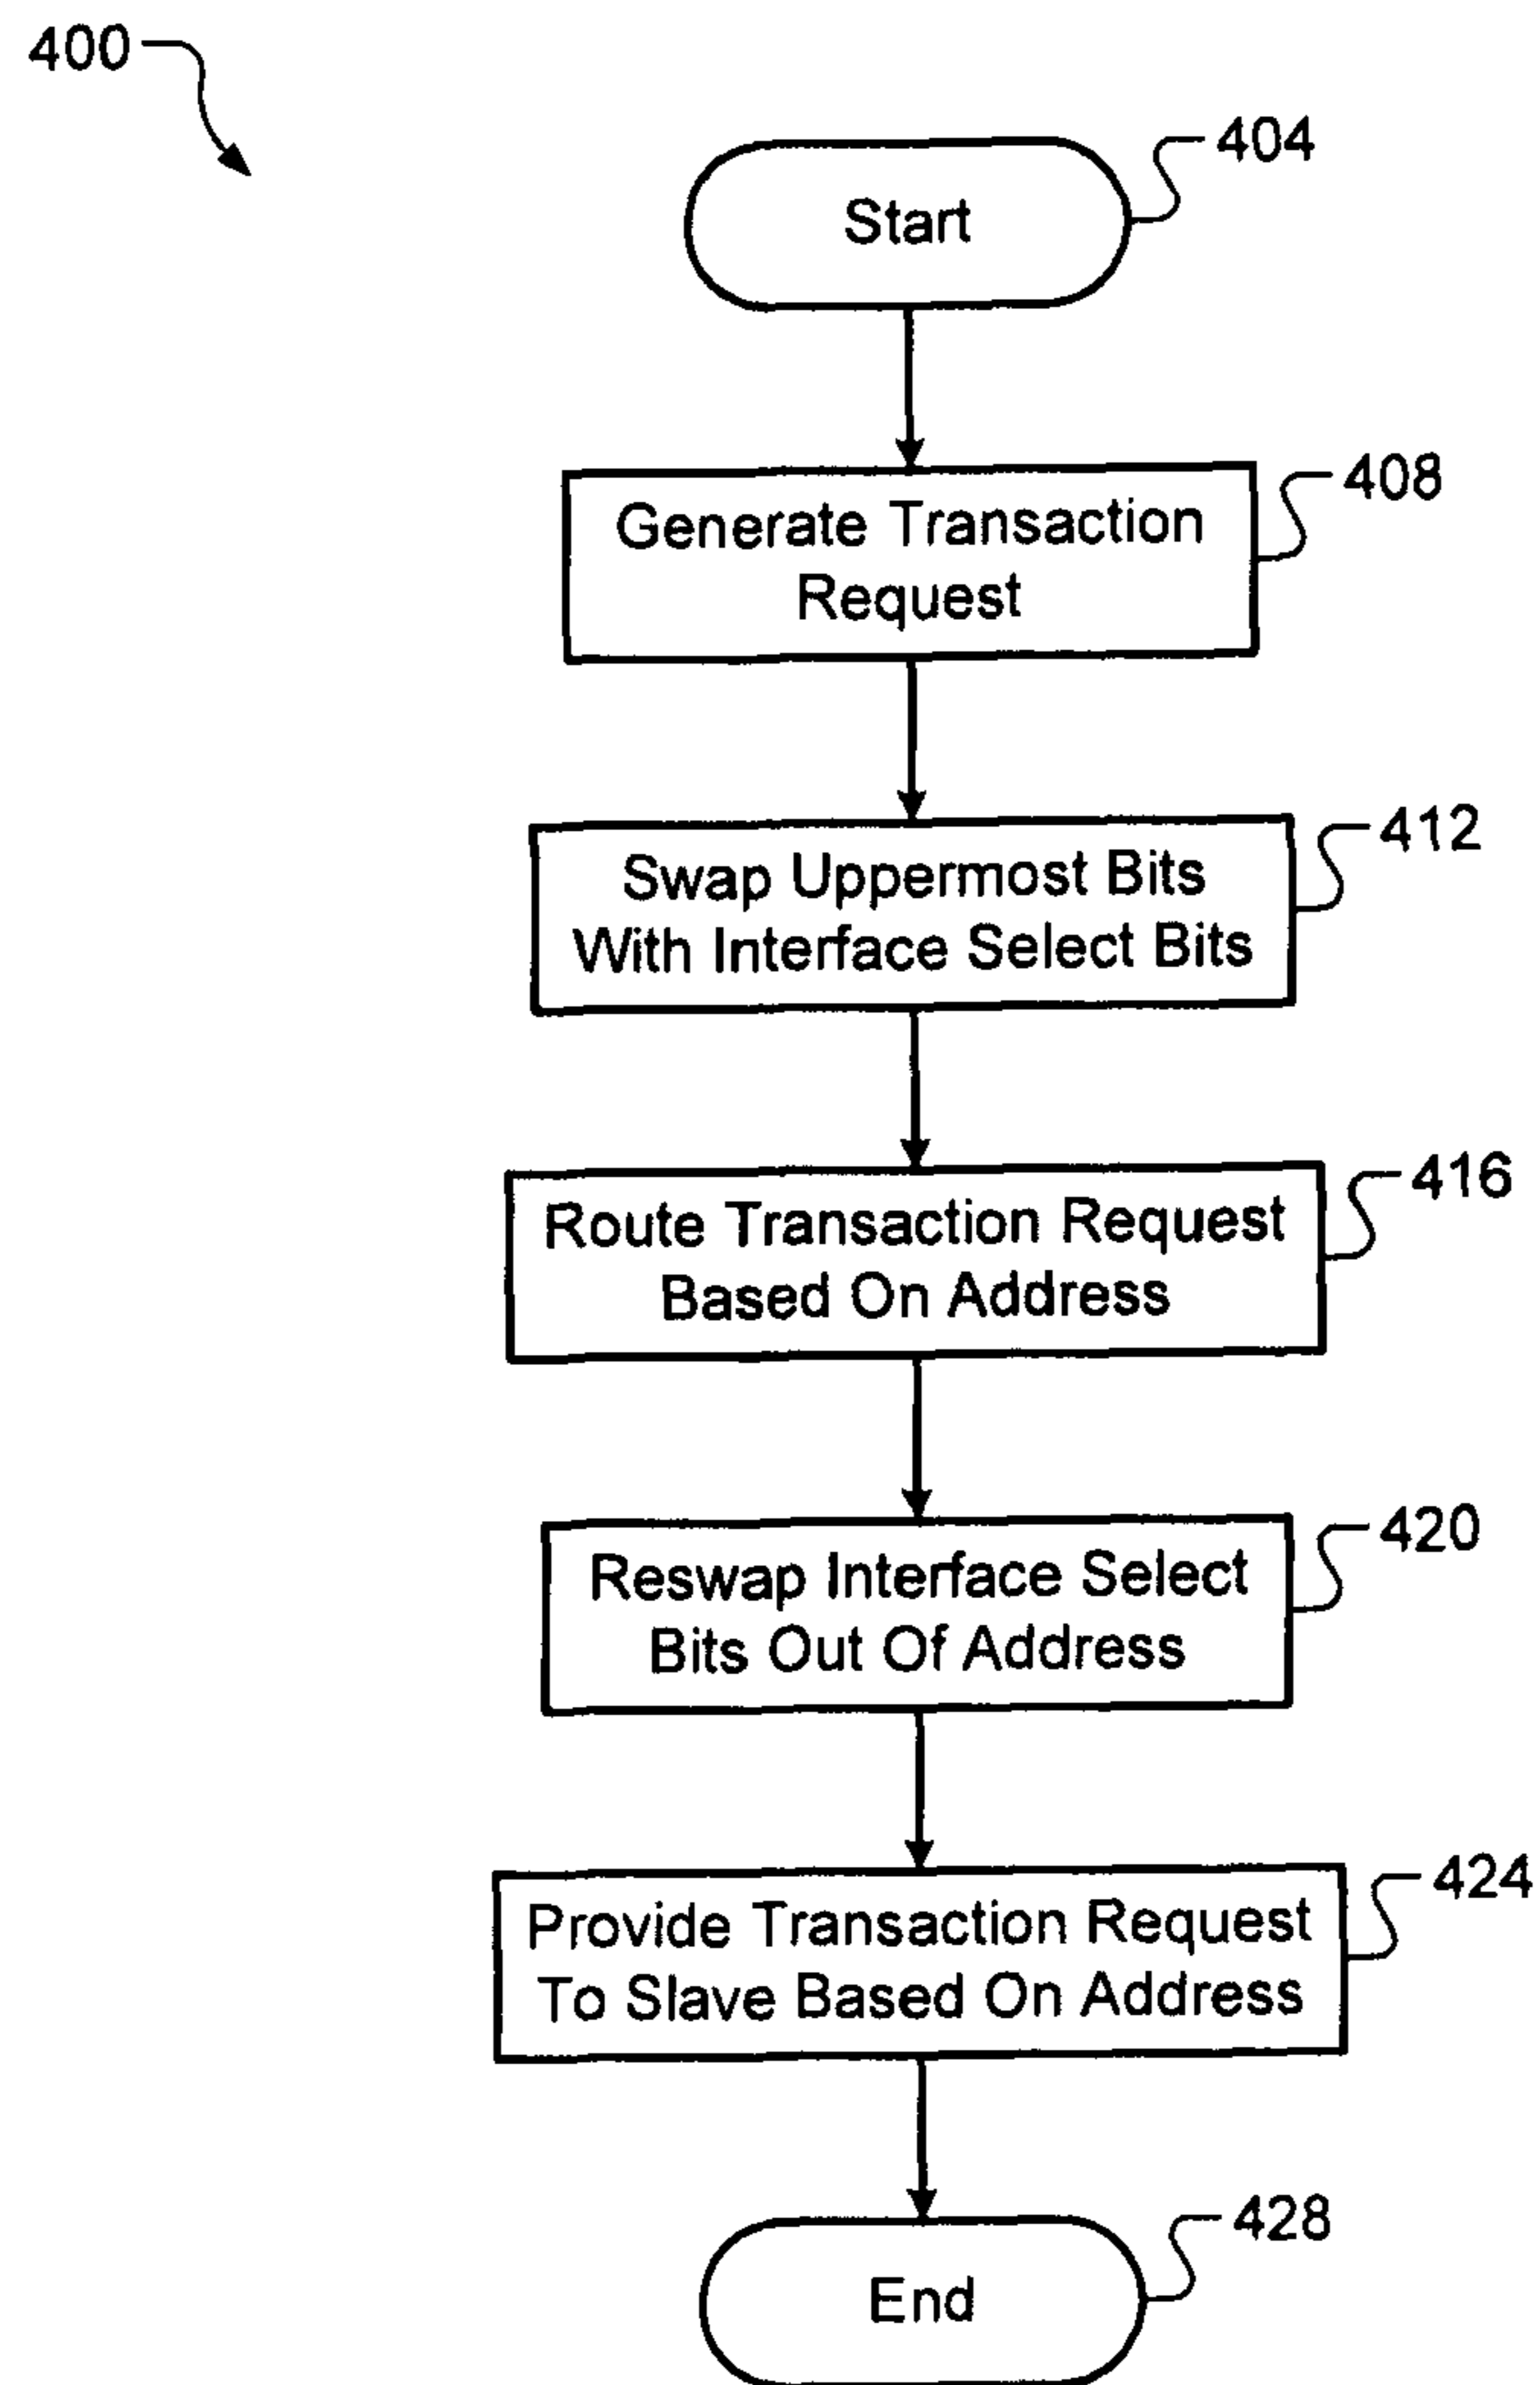 400
404
Start
408
Generate Transaction
Request
412
Swap Uppermost Bits
With Interface Select Bits
416
Route Transaction Request
Based On Address
420
Reswap Interface Select
Bits Out Of Address
424
Provide Transaction Request
To Slave Based On Address
428
End